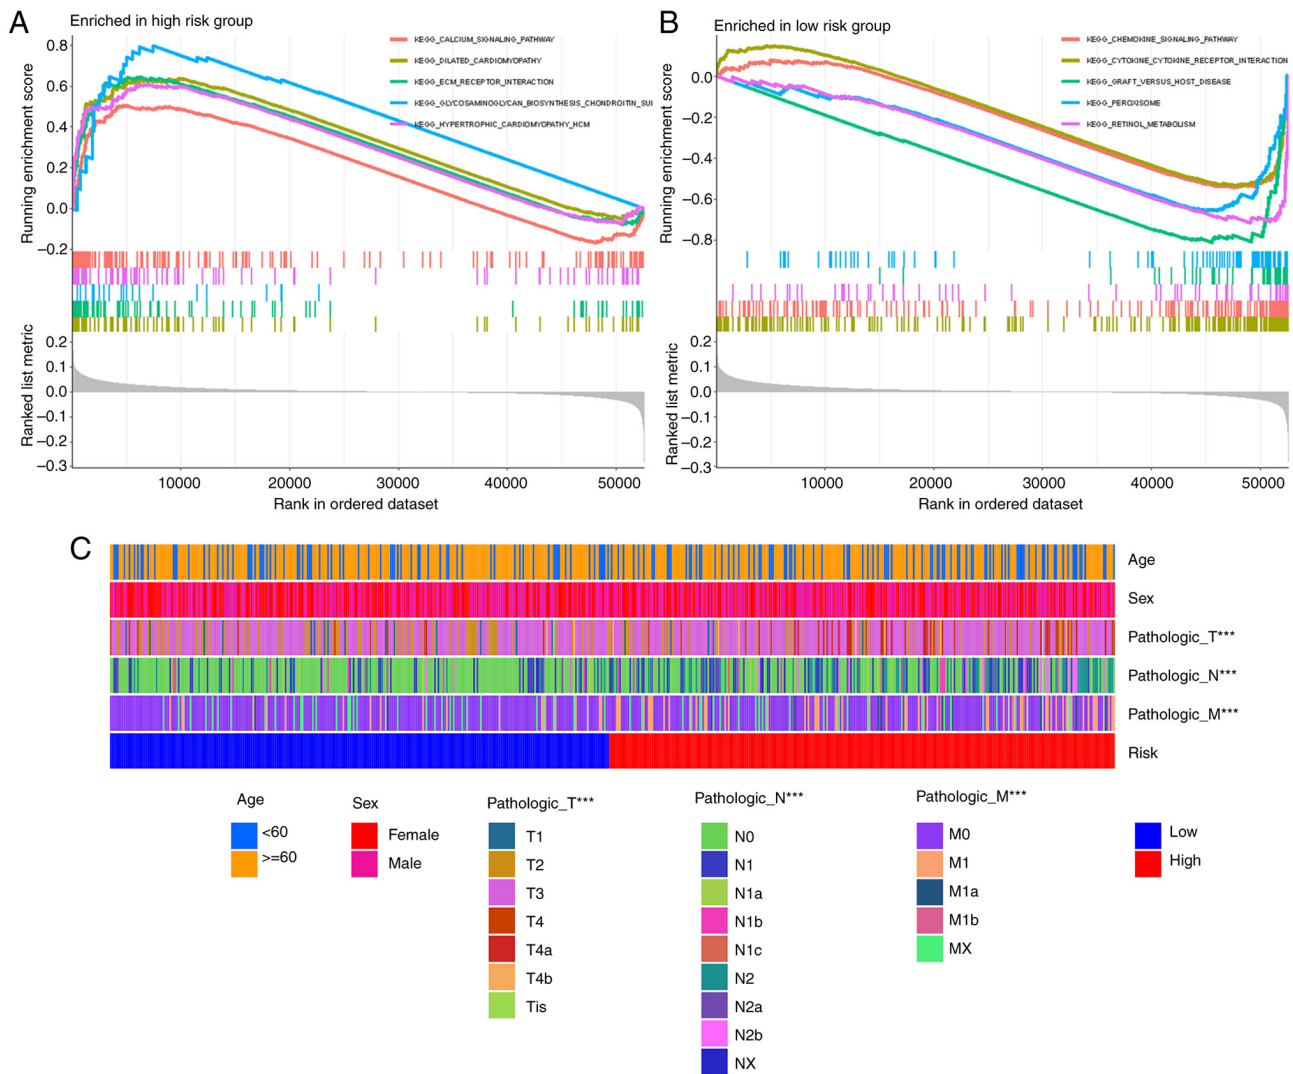 A
Enriched in high risk group
Running enrichment score
0.8
0.6
0.4
0.2
0.0
−0.2
KEGG_CALCIUM_SIGNALING_PATHWAY
KEGG_DILATED_CARDIOMYOPATHY
KEGG_ECM_RECEPTOR_INTERACTION
KEGG_GLYCOSAMINOGLYCAN_BIOSYNTHESIS_CHONDROITIN_SUI
KEGG_HYPERTROPHIC_CARDIOMYOPATHY_HCM
Ranked list metric
0.2
0.1
0.0
−0.1
−0.2
−0.3
10000 20000 30000 40000 50000
Rank in ordered dataset
B
Enriched in low risk group
Running enrichment score
0.0
−0.2
−0.4
−0.6
−0.8
KEGG_CHEMOKINE_SIGNALING_PATHWAY
KEGG_CYTOKINE_CYTOKINE_RECEPTOR_INTERACTION
KEGG_GRAFT_VERSUS_HOST_DISEASE
KEGG_PEROXISOME
KEGG_RETINOL_METABOLISM
Ranked list metric
0.2
0.1
0.0
−0.1
−0.2
−0.3
10000 20000 30000 40000 50000
Rank in ordered dataset
C
Age
Sex
Pathologic_T***
Pathologic_N***
Pathologic_M***
Risk
Age
<60
>=60
Sex
Female
Male
Pathologic_T***
T1
T2
T3
T4
T4a
T4b
Tis
Pathologic_N***
N0
N1
N1a
N1b
N1c
N2
N2a
N2b
NX
Pathologic_M***
M0
M1
M1a
M1b
MX
Low
High